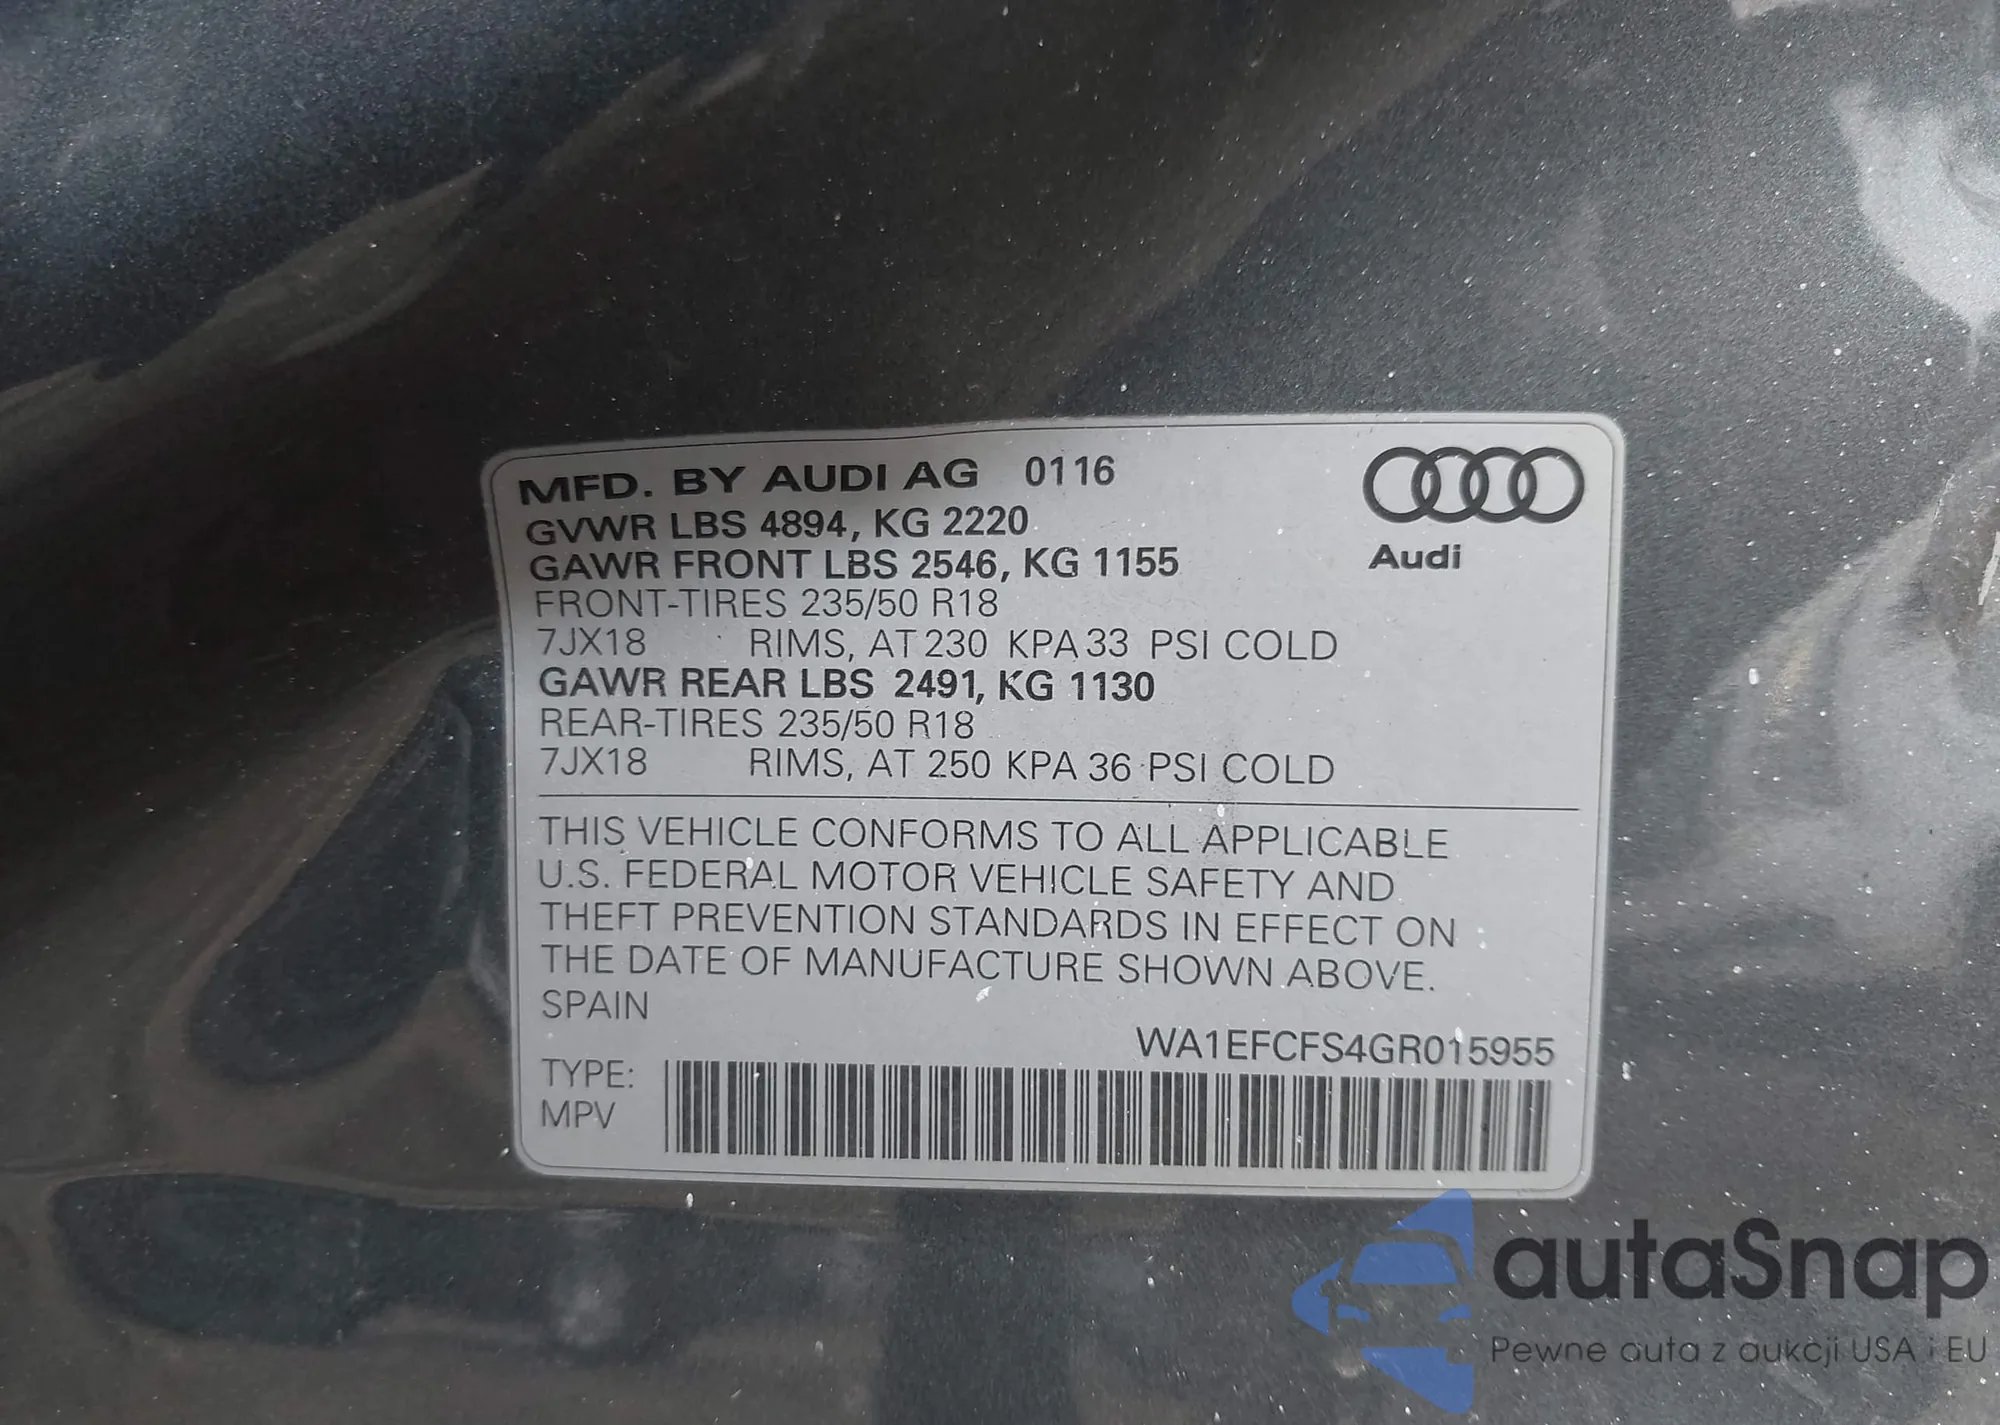 MFD. BY AUDI AG 0116
GVWR LBS 4894, KG 2220
GAWR FRONT LBS 2546, KG 1155
FRONT-TIRES 235/50 R18
7JX18 RIMS, AT 230 KPA 33 PSI COLD
GAWR REAR LBS 2491, KG 1130
REAR-TIRES 235/50 R18
7JX18 RIMS, AT 250 KPA 36 PSI COLD
Audi
THIS VEHICLE CONFORMS TO ALL APPLICABLE
U.S. FEDERAL MOTOR VEHICLE SAFETY AND
THEFT PREVENTION STANDARDS IN EFFECT ON
THE DATE OF MANUFACTURE SHOWN ABOVE.
SPAIN
WA1EFCFS4GR015955
TYPE:
MPV
autaSnap
Pewne auta z aukcji USA i EU